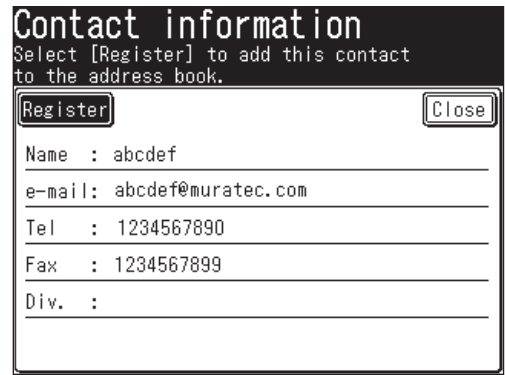 Contact information
Select [Register] to add this contact
to the address book.
Register Close
Name : abcdef
e-mail: abcdef@muratec.com
Tel : 1234567890
Fax : 1234567899
Div. :